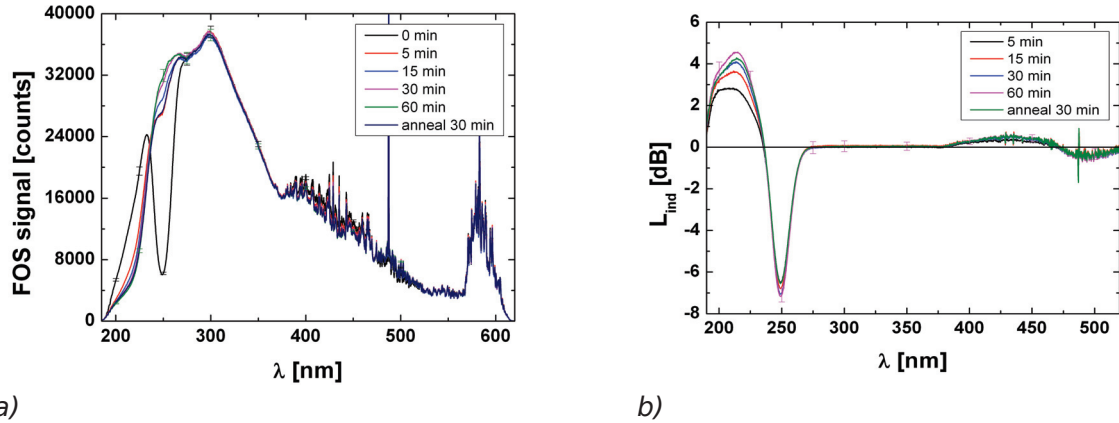 FOS signal [counts]
40000
32000
24000
16000
8000
0
0 min
5 min
15 min
30 min
60 min
anneal 30 min
200
300
400
500
600
λ [nm]
a)
Lind [dB]
6
4
2
0
-2
-4
-6
-8
5 min
15 min
30 min
60 min
anneal 30 min
200
250
300
350
400
450
500
λ [nm]
b)